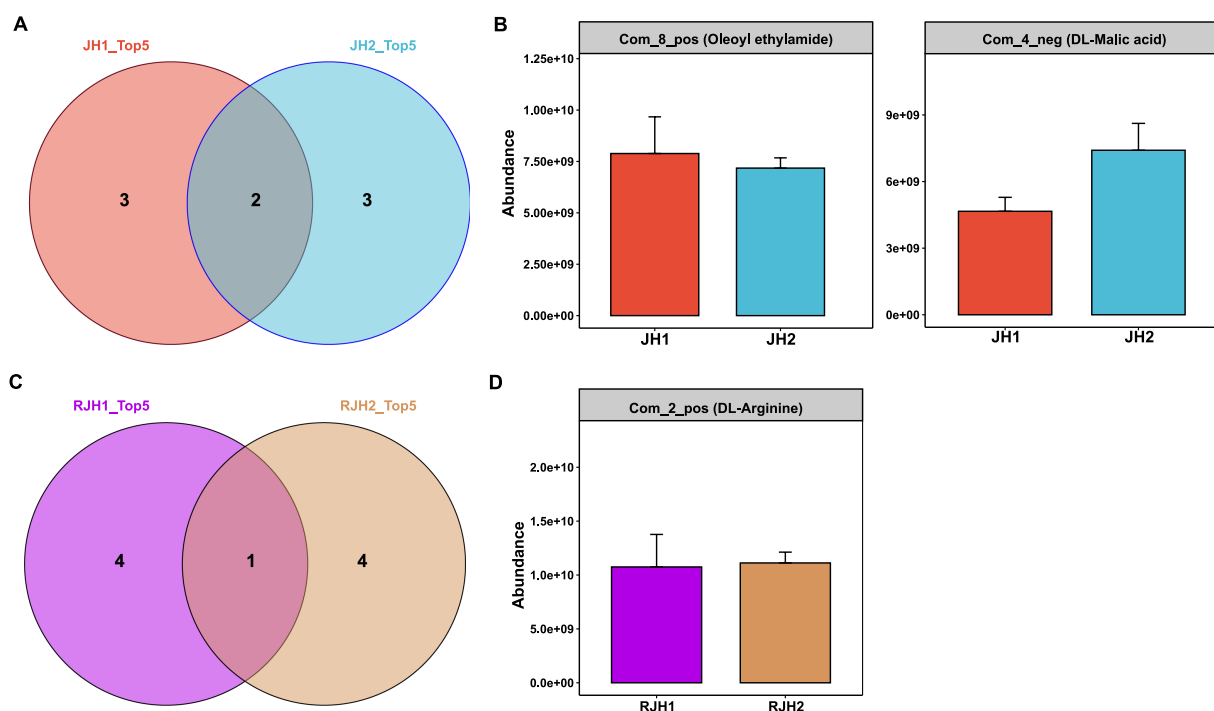 A
JH1_Top5
JH2_Top5
3
2
3
B
Com_8_pos (Oleoyl ethylamide)
Abundance
1.25e+10
1.00e+10
7.50e+09
5.00e+09
2.50e+09
0.00e+00
JH1
JH2
Com_4_neg (DL-Malic acid)
9e+09
6e+09
3e+09
0e+00
JH1
JH2
C
RJH1_Top5
RJH2_Top5
4
1
4
D
Com_2_pos (DL-Arginine)
Abundance
2.0e+10
1.5e+10
1.0e+10
5.0e+09
0.0e+00
RJH1
RJH2